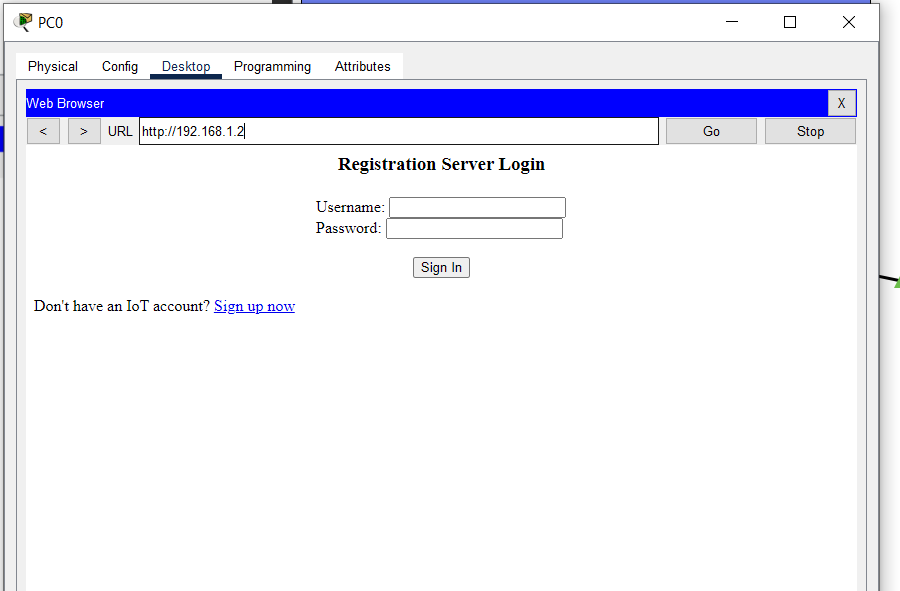 PC0
Physical Config Desktop Programming Attributes
Web Browser X
< > URL http://192.168.1.2 Go Stop
Registration Server Login
Username:
Password:
Sign In
Don't have an IoT account? Sign up now